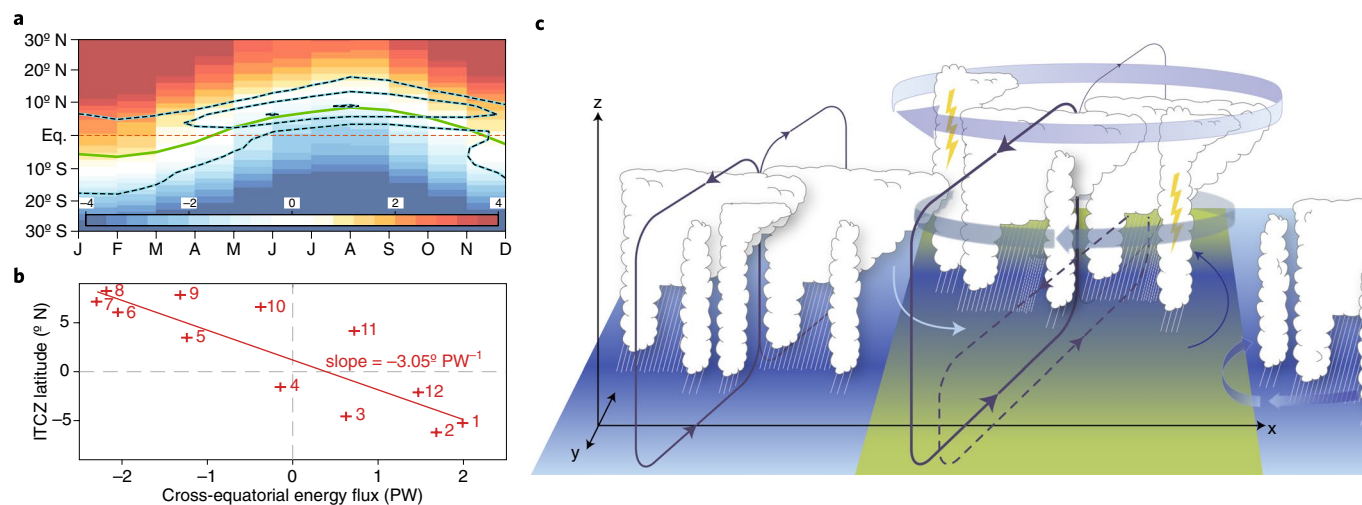 a
30º N
20º N
10º N
Eq.
10º S
20º S
30º S
−4 −2 0 2 4
J F M A M J J A S O N D
b
ITCZ latitude (º N)
5
0
−5
8
7
6
9
5
10
4
11
3
12
2
1
slope = −3.05º PW−1
−2 −1 0 1 2
Cross-equatorial energy flux (PW)
c
z
x
y